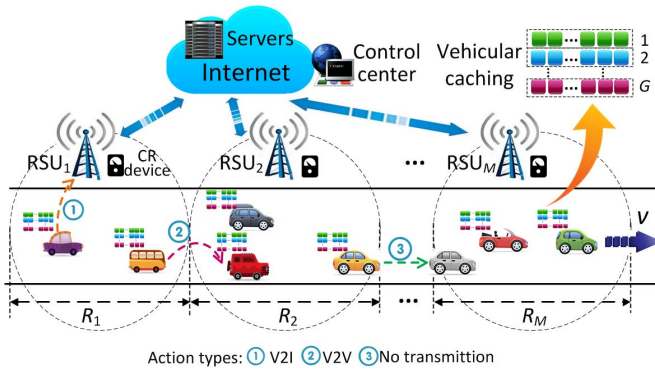 Servers
Internet
Control
center
Vehicular
caching
1
2
G
RSU1
CR
device
RSU2
...
RSUM
1
2
3
V
R1
R2
...
RM
Action types: 1 V2I 2 V2V 3 No transmittion